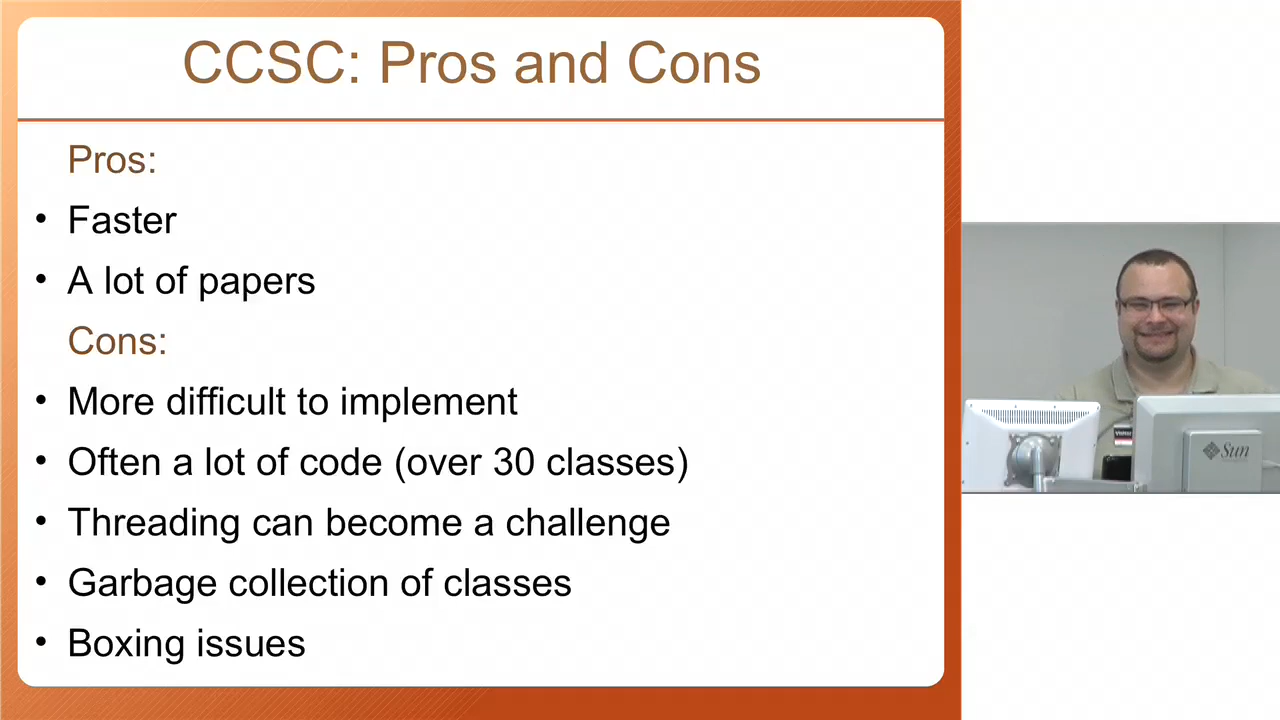 CCSC: Pros and Cons
Pros:
• Faster
• A lot of papers
Cons:
• More difficult to implement
• Often a lot of code (over 30 classes)
• Threading can become a challenge
• Garbage collection of classes
• Boxing issues
Sun